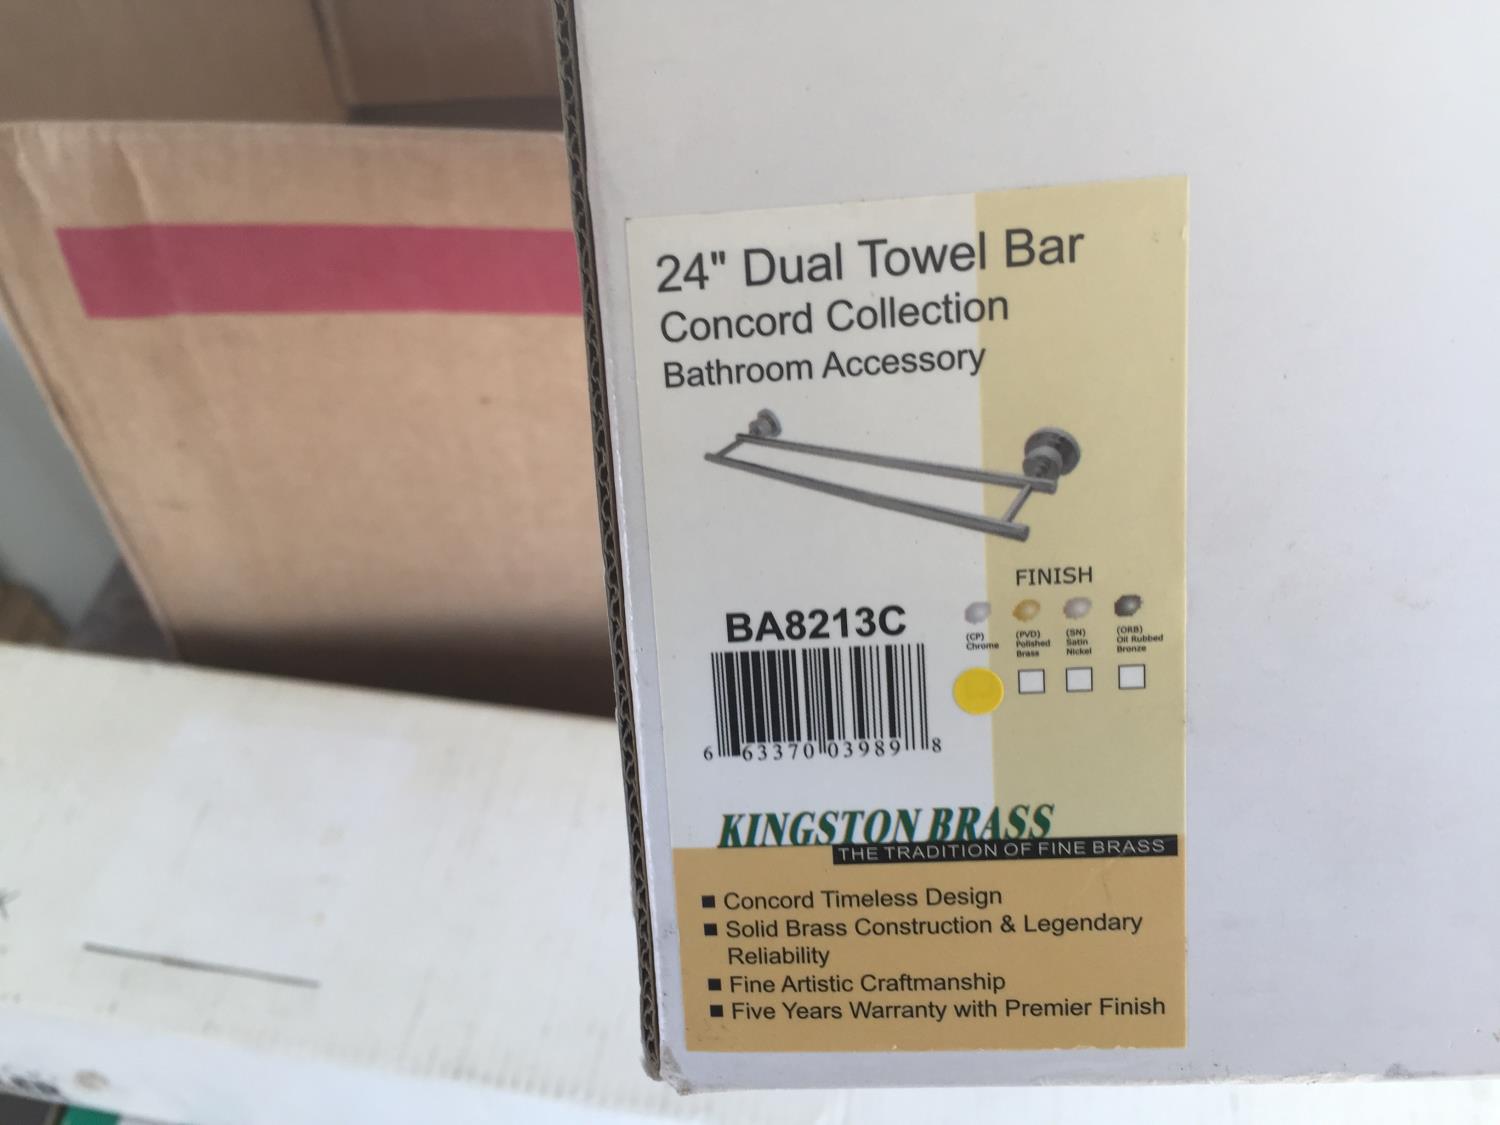 24" Dual Towel Bar
Concord Collection
Bathroom Accessory
FINISH
(CP) Chrome
(PVD) Polished Brass
(SN) Satin Nickel
(ORB) Oil Rubbed Bronze
BA8213C
6 63370 03989 8
KINGSTON BRASS
THE TRADITION OF FINE BRASS
■ Concord Timeless Design
■ Solid Brass Construction & Legendary
Reliability
■ Fine Artistic Craftmanship
■ Five Years Warranty with Premier Finish